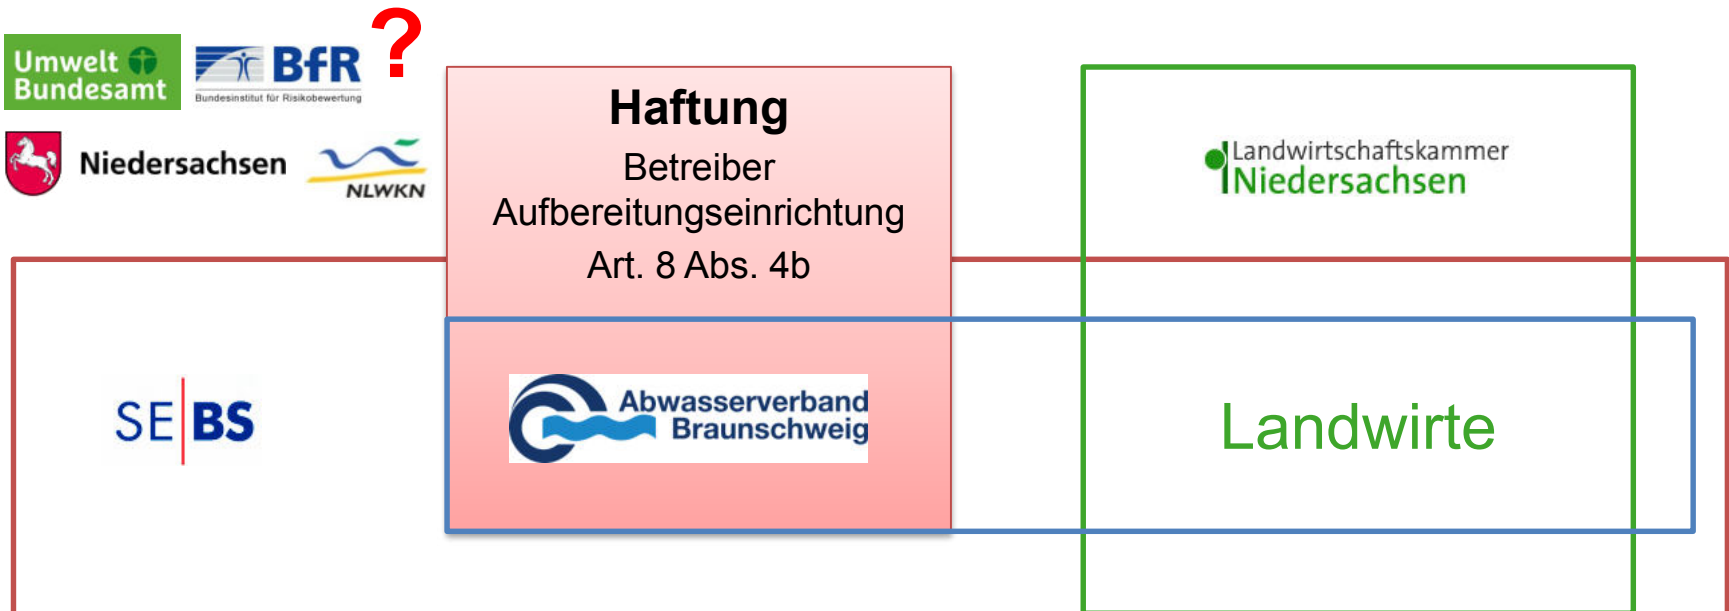 Umwelt
Bundesamt
BfR
Bundesinstitut für Risikobewertung
?
Niedersachsen
NLWKN
Haftung
Betreiber
Aufbereitungseinrichtung
Art. 8 Abs. 4b
Landwirtschaftskammer
Niedersachsen
SE|BS
Abwasserverband
Braunschweig
Landwirte